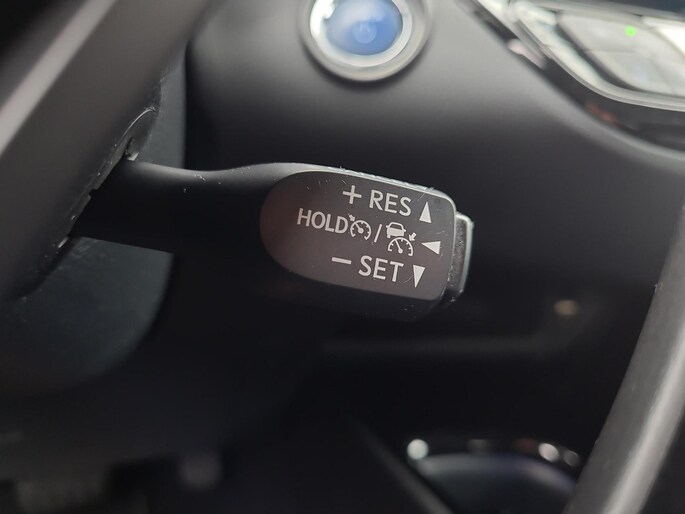 + RES ▲
HOLD / ◄
− SET ▼